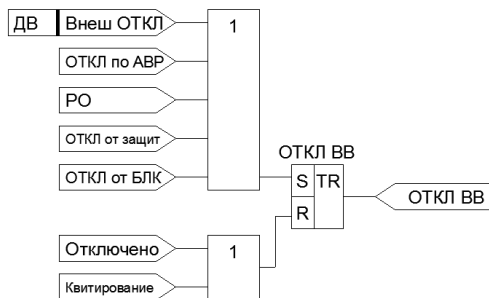 ДВ Внеш ОТКЛ 1
ОТКЛ по АВР
РО
ОТКЛ от защит
ОТКЛ ВВ
ОТКЛ от БЛК S TR
ОТКЛ ВВ
R
Отключено 1
Квитирование